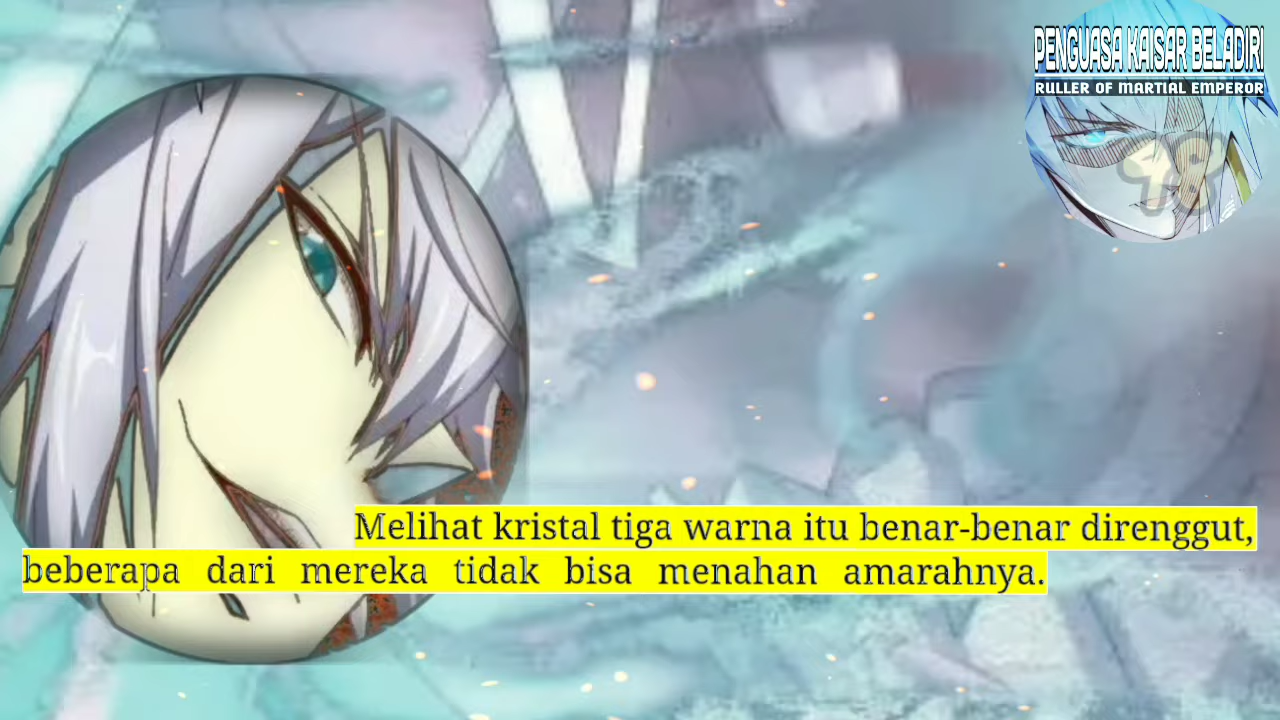 PENGUASA KAISAR BELADIRI
RULLER OF MARTIAL EMPEROR
Melihat kristal tiga warna itu benar-benar direnggut,
beberapa dari mereka tidak bisa menahan amarahnya.